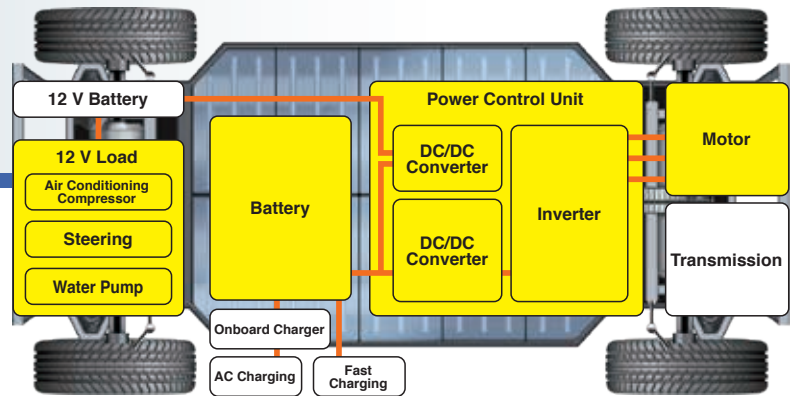 12 V Battery
12 V Load
Air Conditioning
Compressor
Steering
Water Pump
Battery
Onboard Charger
AC Charging
Fast
Charging
Power Control Unit
DC/DC
Converter
DC/DC
Converter
Inverter
Motor
Transmission